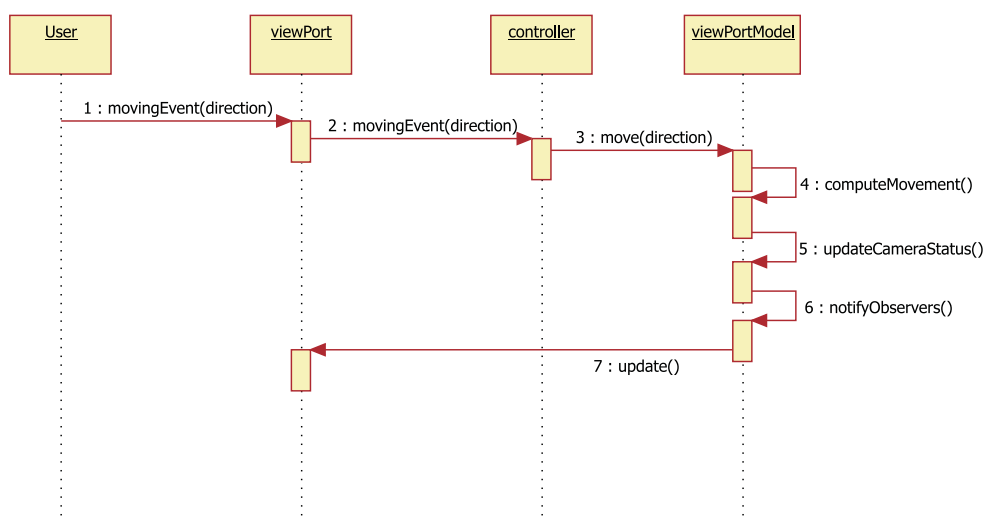 User
viewPort
controller
viewPortModel
1 : movingEvent(direction)
2 : movingEvent(direction)
3 : move(direction)
4 : computeMovement()
5 : updateCameraStatus()
6 : notifyObservers()
7 : update()